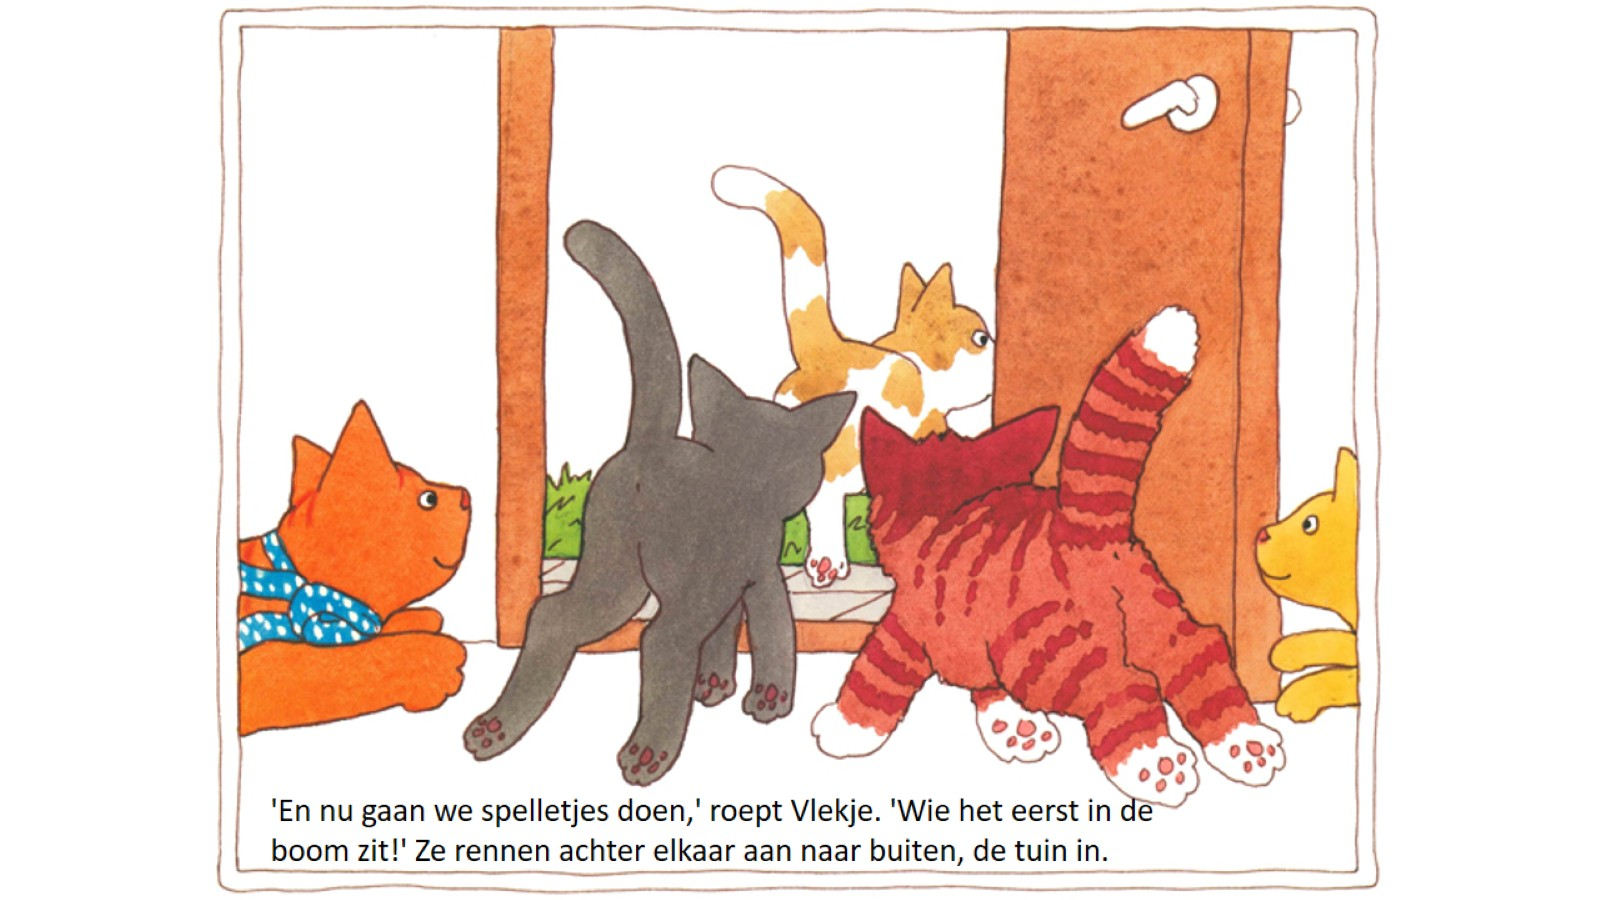 'En nu gaan we spelletjes doen,' roept Vlekje. 'Wie het eerst in de
boom zit!' Ze rennen achter elkaar aan naar buiten, de tuin in.